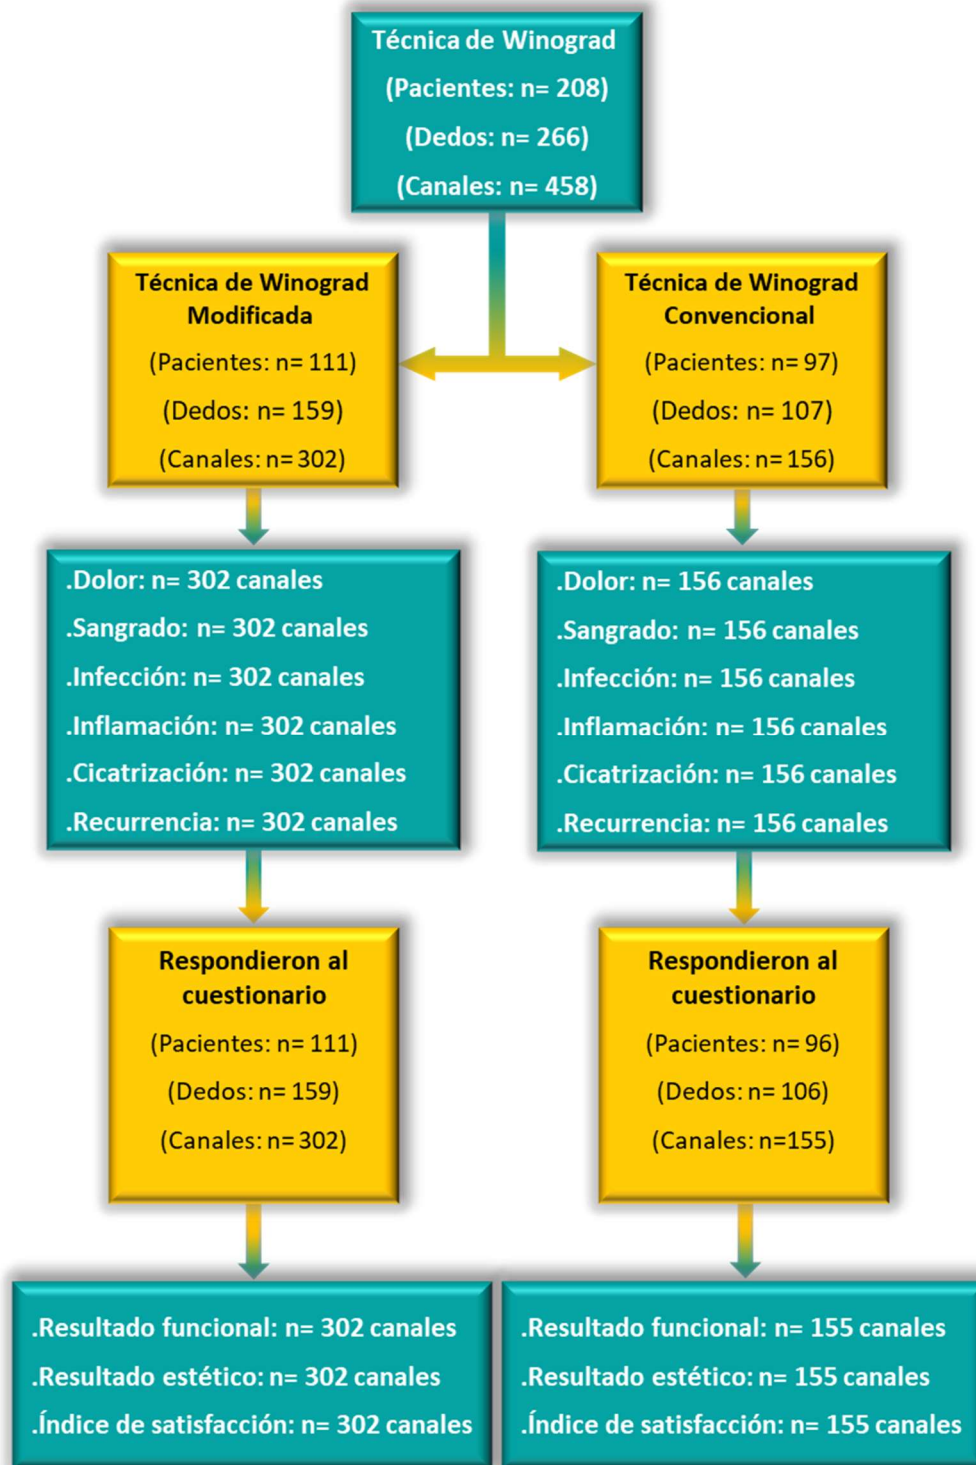 Técnica de Winograd
(Pacientes: n= 208)
(Dedos: n= 266)
(Canales: n= 458)
Técnica de Winograd
Modificada
(Pacientes: n= 111)
(Dedos: n= 159)
(Canales: n= 302)
Técnica de Winograd
Convencional
(Pacientes: n= 97)
(Dedos: n= 107)
(Canales: n= 156)
.Dolor: n= 302 canales
.Sangrado: n= 302 canales
.Infección: n= 302 canales
.Inflamación: n= 302 canales
.Cicatrización: n= 302 canales
.Recurrencia: n= 302 canales
.Dolor: n= 156 canales
.Sangrado: n= 156 canales
.Infección: n= 156 canales
.Inflamación: n= 156 canales
.Cicatrización: n= 156 canales
.Recurrencia: n= 156 canales
Respondieron al
cuestionario
(Pacientes: n= 111)
(Dedos: n= 159)
(Canales: n= 302)
Respondieron al
cuestionario
(Pacientes: n= 96)
(Dedos: n= 106)
(Canales: n=155)
.Resultado funcional: n= 302 canales
.Resultado estético: n= 302 canales
.Índice de satisfacción: n= 302 canales
.Resultado funcional: n= 155 canales
.Resultado estético: n= 155 canales
.Índice de satisfacción: n= 155 canales